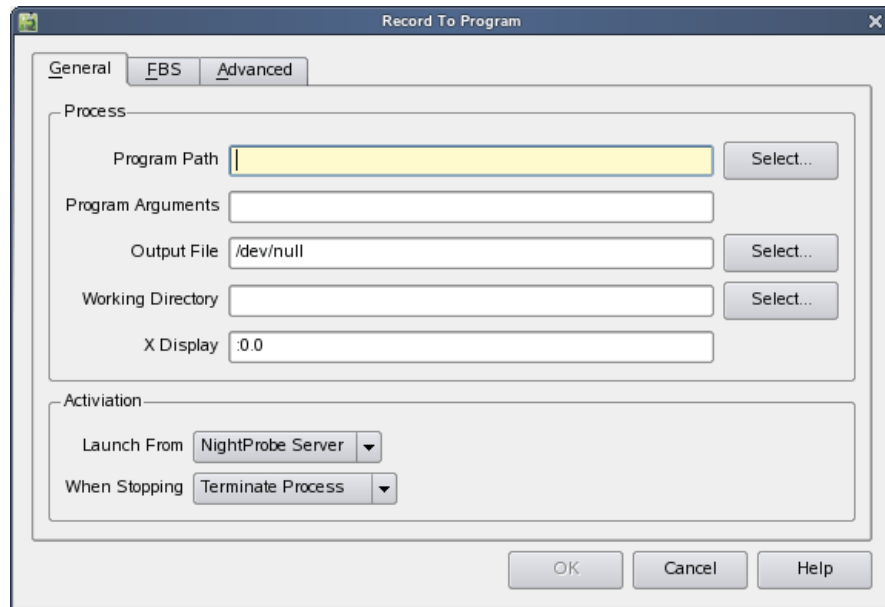 Record To Program
General FBS Advanced
Process
Program Path Select...
Program Arguments
Output File /dev/null Select...
Working Directory Select...
X Display :0.0
Activiation
Launch From NightProbe Server
When Stopping Terminate Process
OK Cancel Help